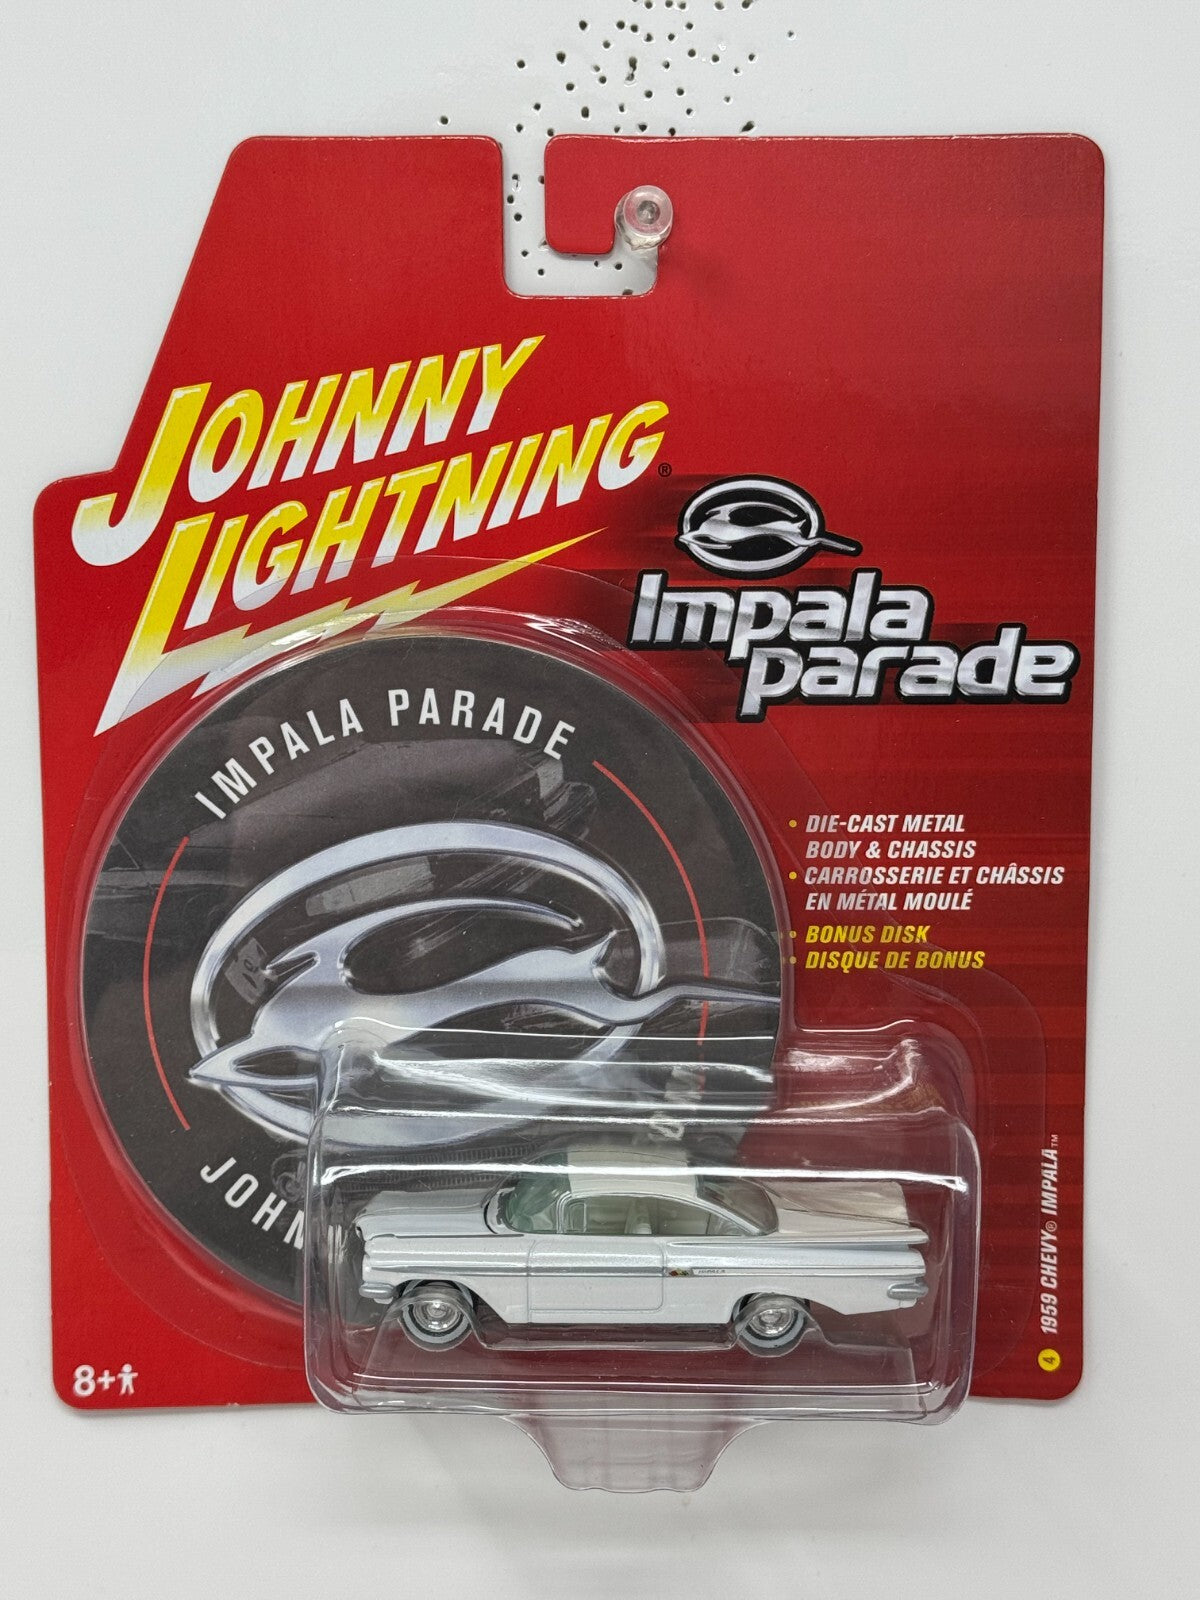 JOHNNY
LIGHTNING®
Impala
parade
IMPALA PARADE
• DIE-CAST METAL
BODY & CHASSIS
• CARROSSERIE ET CHÂSSIS
EN MÉTAL MOULÉ
• BONUS DISK
• DISQUE DE BONUS
JOHN
IMPALA
8+
4 1959 CHEVY® IMPALA™